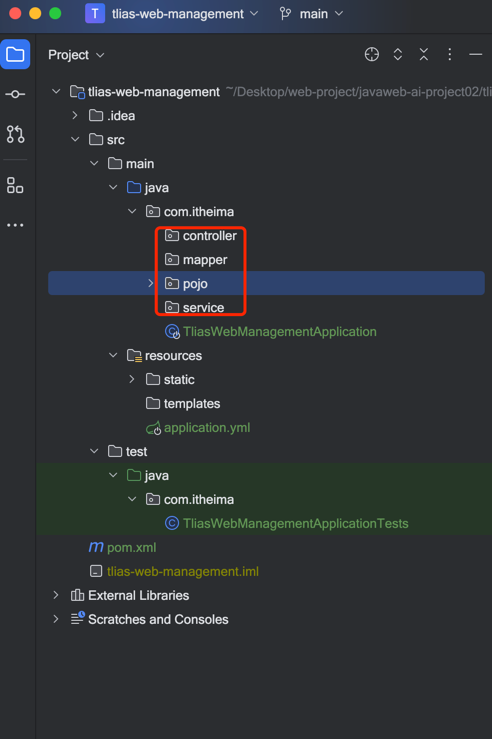 T tlias-web-management main
Project
tlias-web-management ~/Desktop/web-project/javaweb-ai-project02/tli
.idea
src
main
java
com.itheima
controller
mapper
pojo
service
TliasWebManagementApplication
resources
static
templates
application.yml
test
java
com.itheima
TliasWebManagementApplicationTests
m pom.xml
tlias-web-management.iml
External Libraries
Scratches and Consoles